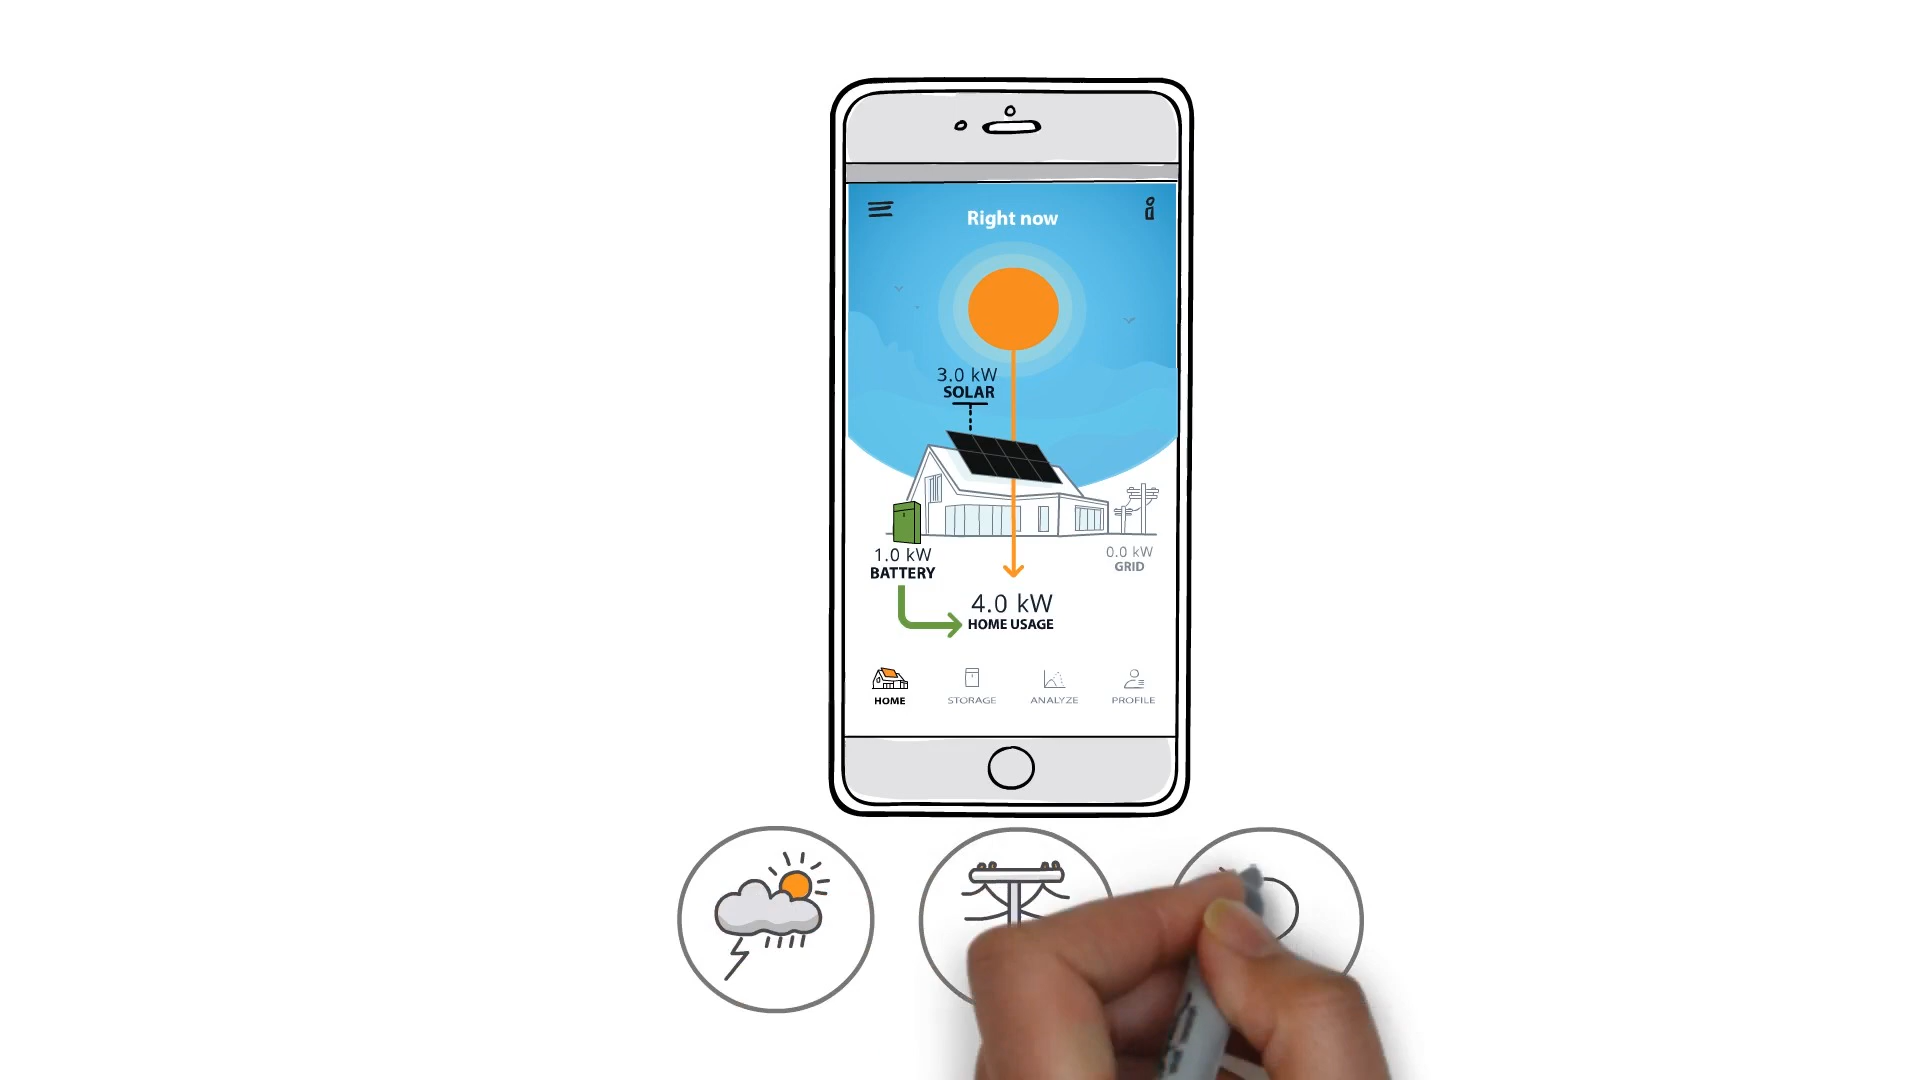 Right now
3.0 kW
SOLAR
1.0 kW
BATTERY
0.0 kW
GRID
4.0 kW
HOME USAGE
HOME
STORAGE
ANALYZE
PROFILE